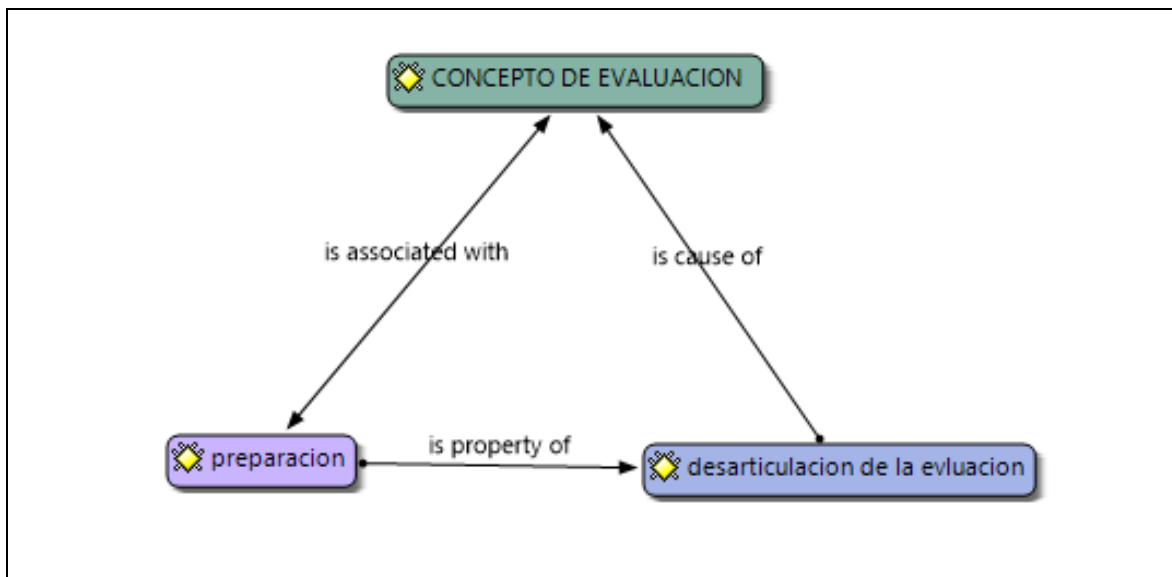 CONCEPTO DE EVALUACION
is associated with
is cause of
is property of
preparacion
desarticulacion de la evluacion